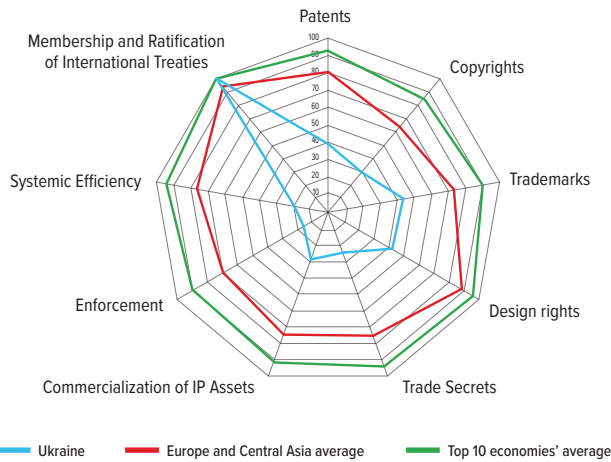 Patents
Membership and Ratification
of International Treaties
Copyrights
100
90
80
70
60
50
40
30
20
10
Systemic Efficiency
Trademarks
Enforcement
Design rights
Commercialization of IP Assets
Trade Secrets
Ukraine
Europe and Central Asia average
Top 10 economies’ average